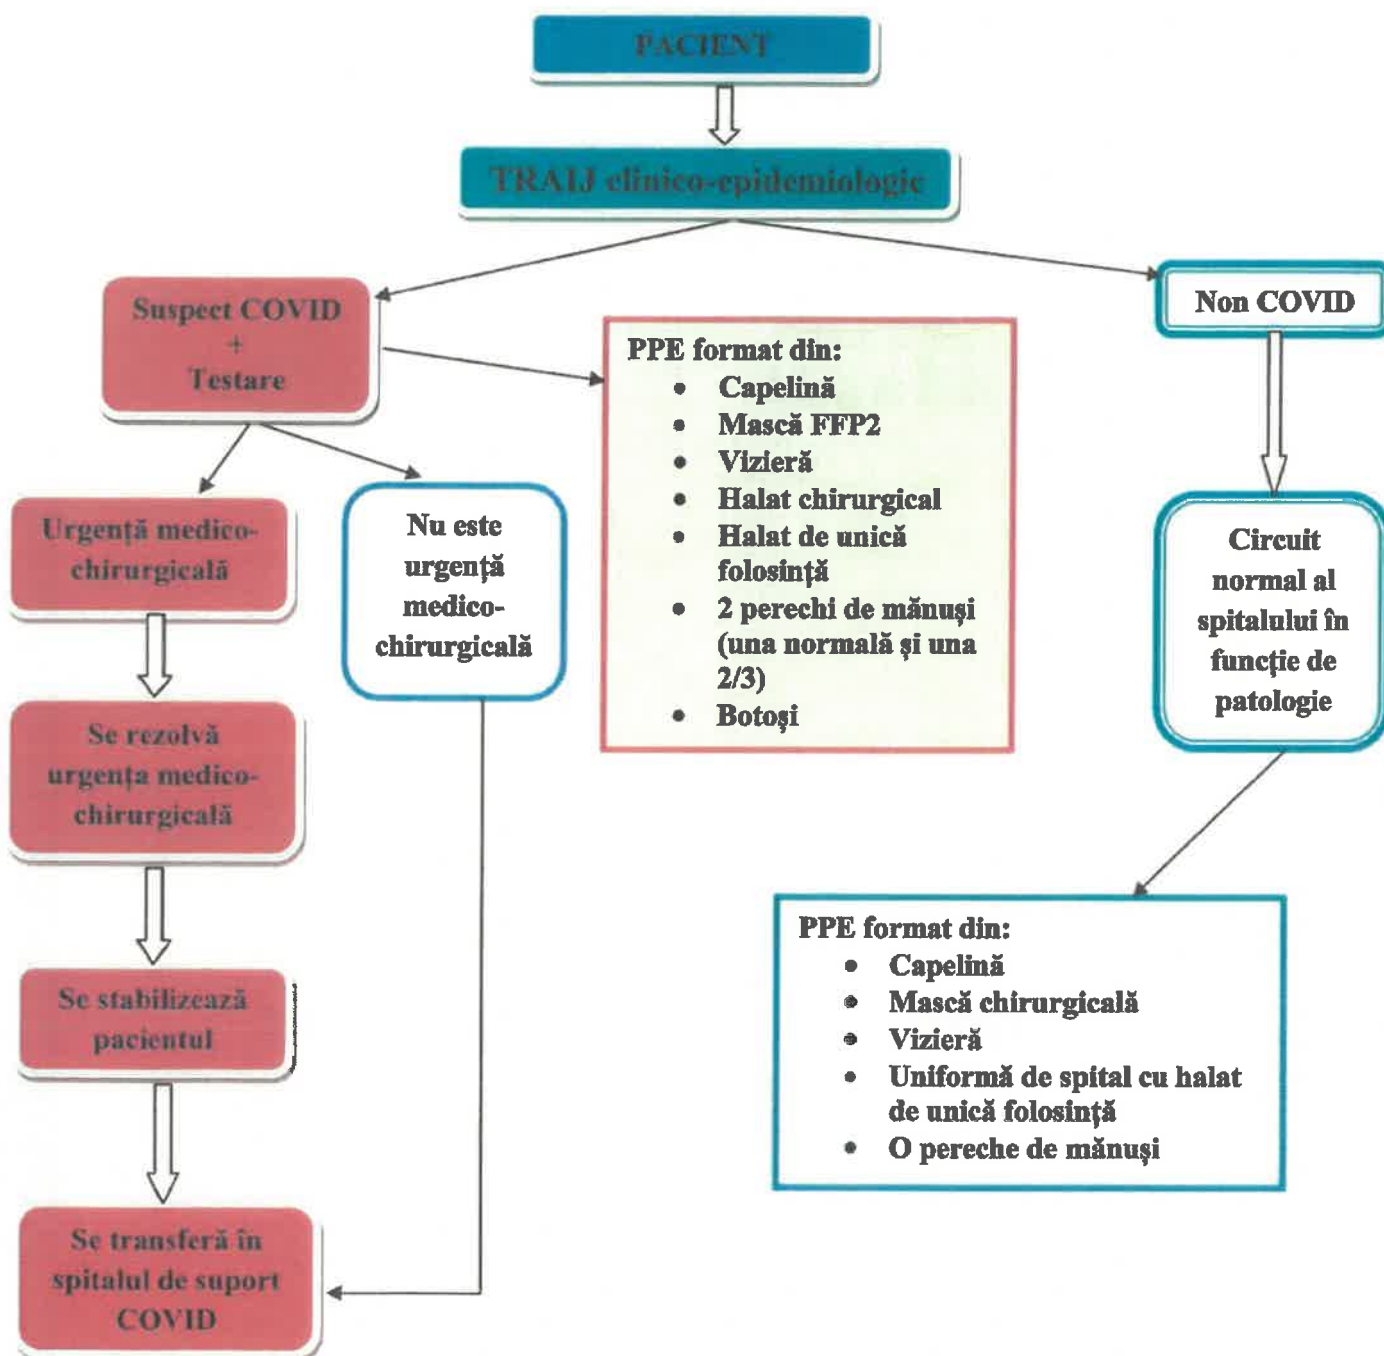 PACIENT
TRAIJ clinico-epidemiologic
Suspect COVID
+
Testare
Non COVID
PPE format din:
• Capelină
• Mască FFP2
• Vizieră
• Halat chirurgical
• Halat de unică
folosință
• 2 perechi de mănuși
(una normală și una
2/3)
• Botoși
Urgență medico-
chirurgicală
Nu este
urgență
medico-
chirurgicală
Circuit
normal al
spitalului în
funcție de
patologie
Se rezolvă
urgența medico-
chirurgicală
Se stabilizează
pacientul
PPE format din:
• Capelină
• Mască chirurgicală
• Vizieră
• Uniformă de spital cu halat
de unică folosință
• O pereche de mănuși
Se transferă în
spitalul de suport
COVID